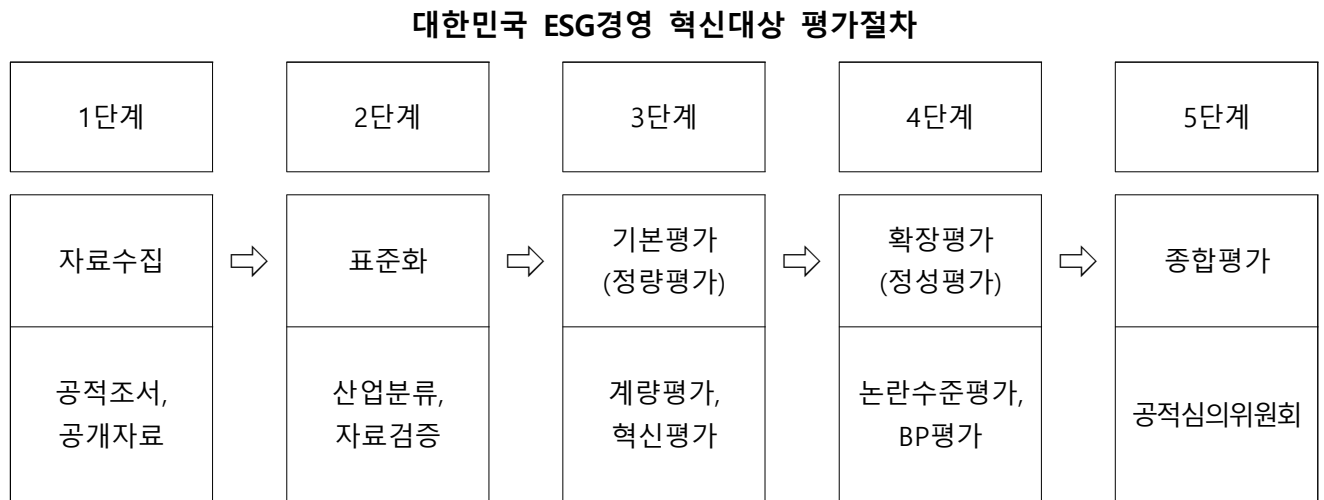 대한민국 ESG경영 혁신대상 평가절차
1단계
2단계
3단계
4단계
5단계
자료수집
표준화
기본평가
(정량평가)
확장평가
(정성평가)
종합평가
공적조서,
공개자료
산업분류,
자료검증
계량평가,
혁신평가
논란수준평가,
BP평가
공적심의위원회